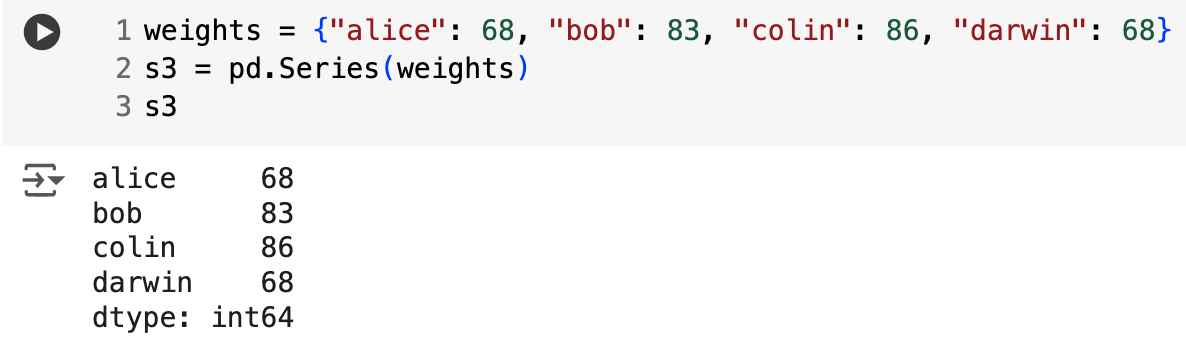 1 weights = {"alice": 68, "bob": 83, "colin": 86, "darwin": 68}
2 s3 = pd.Series(weights)
3 s3
alice     68
bob       83
colin     86
darwin    68
dtype: int64